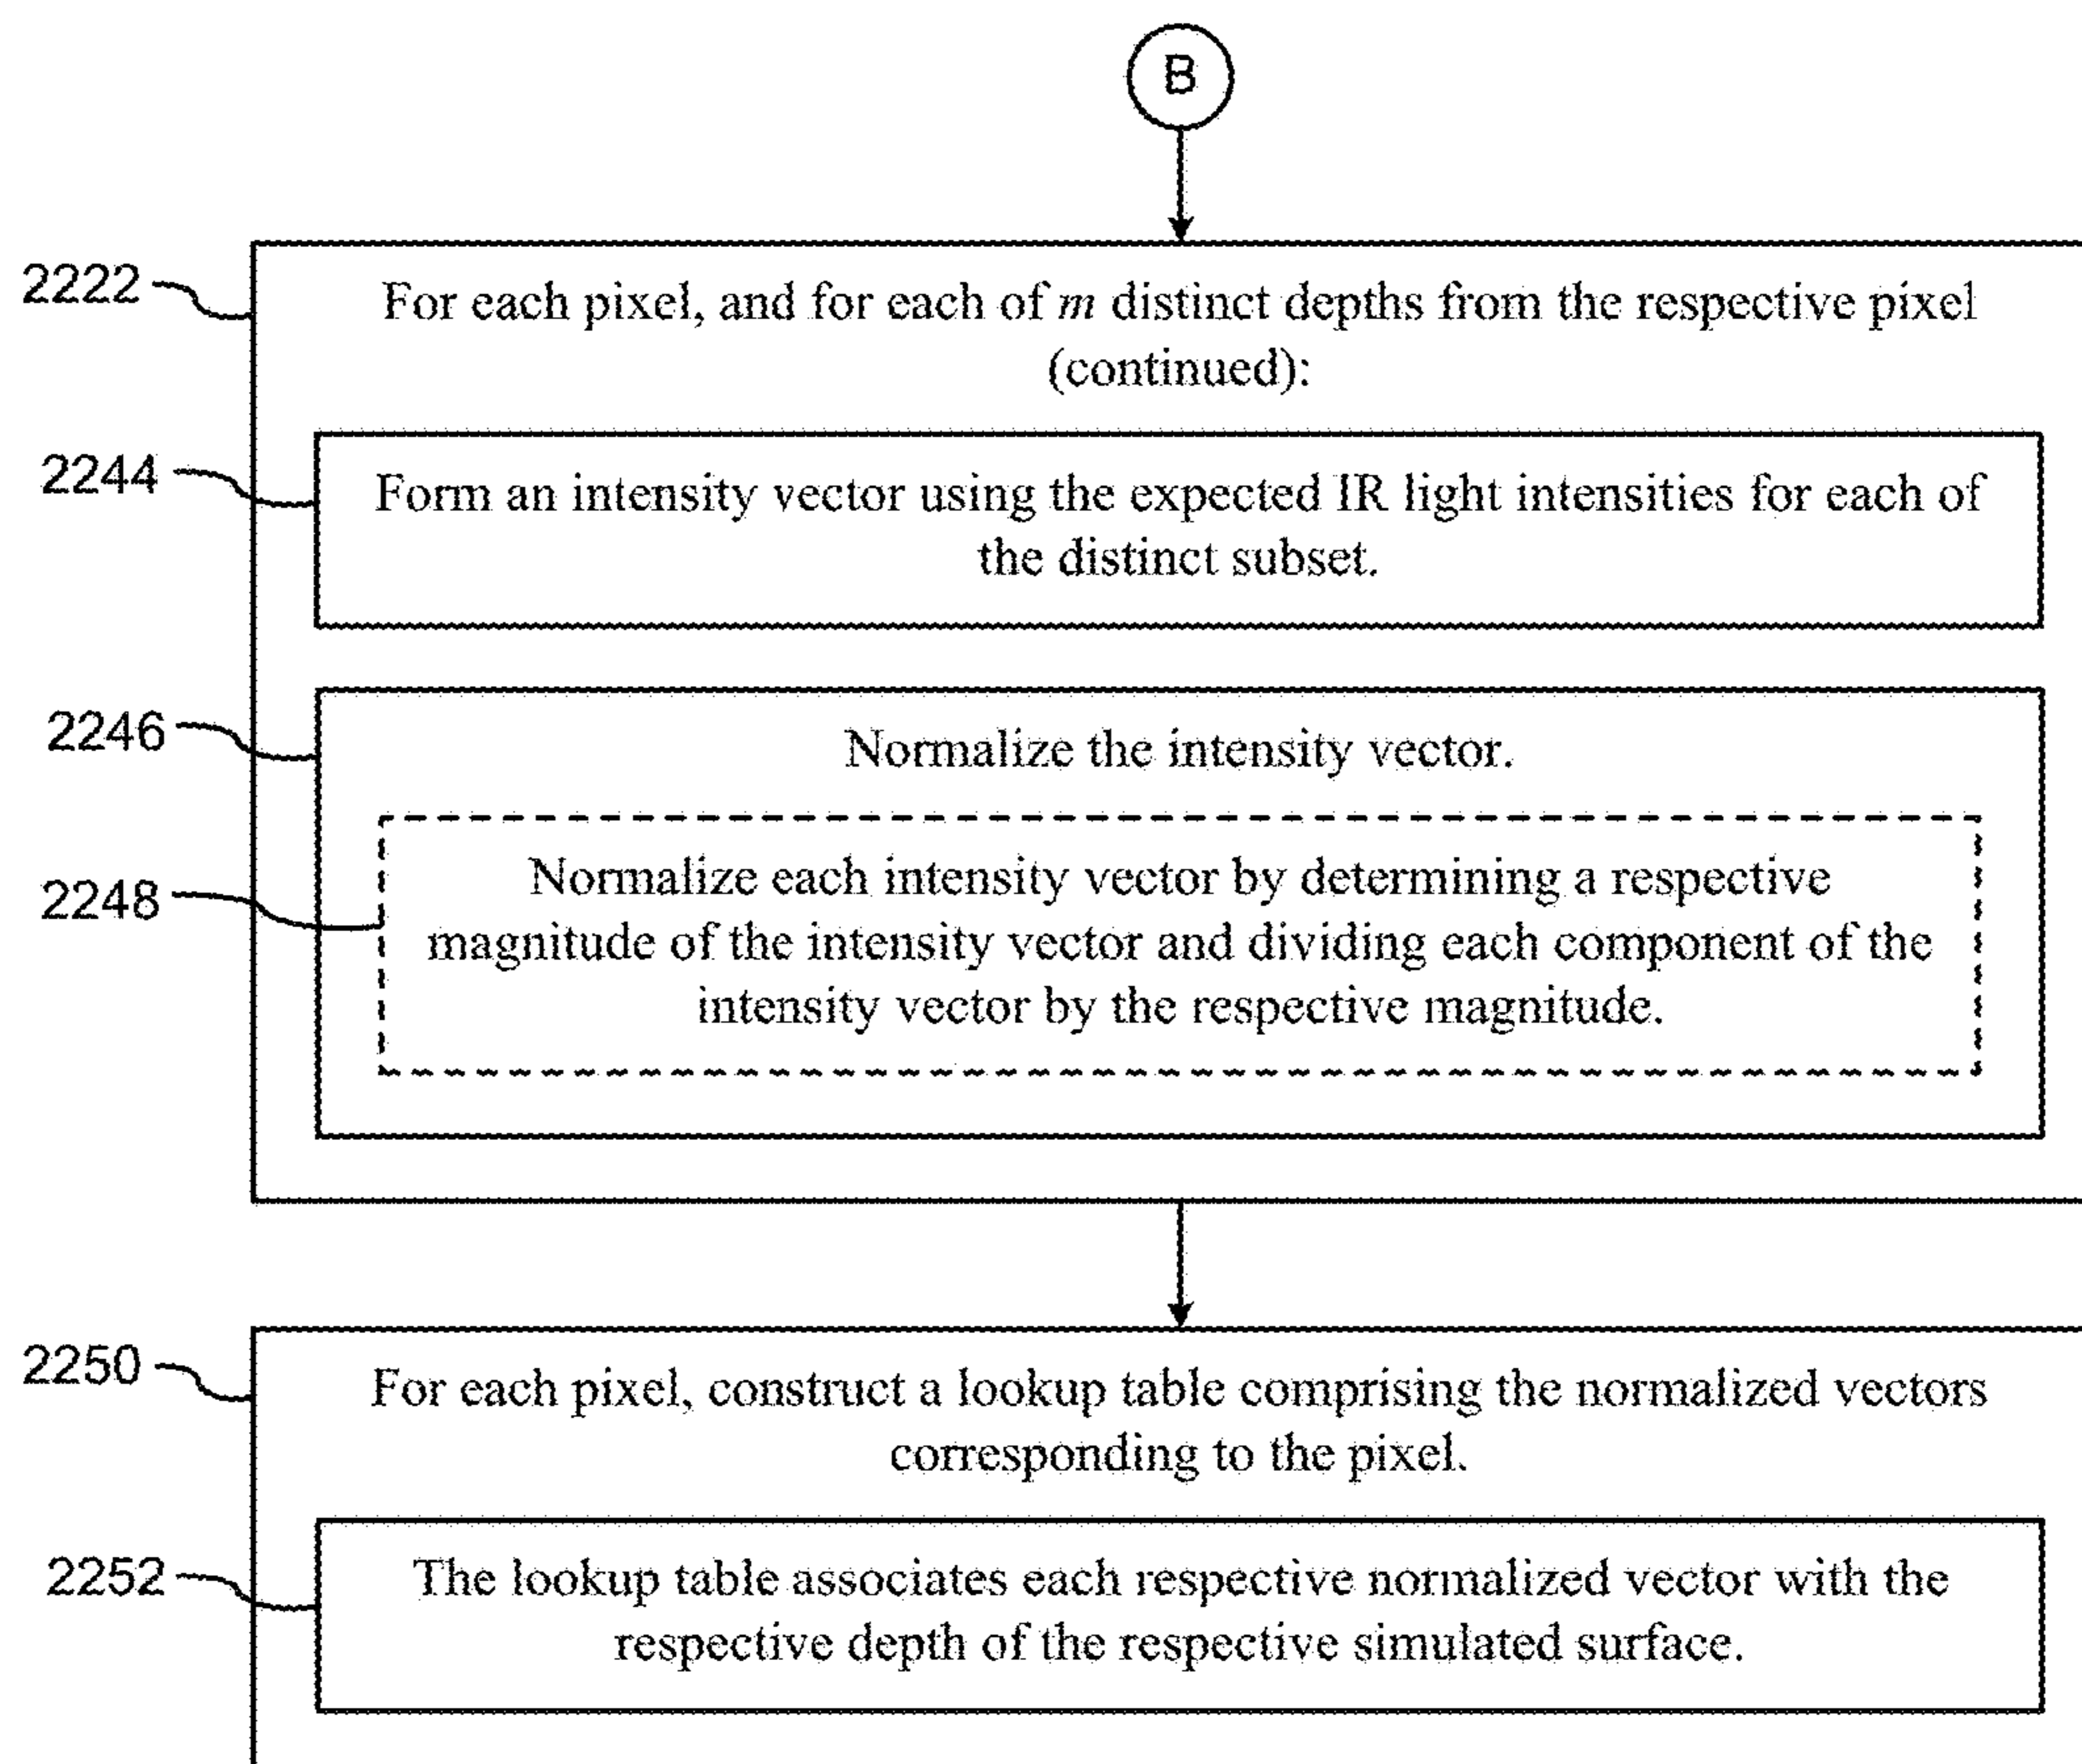 B
2222
For each pixel, and for each of m distinct depths from the respective pixel
(continued):
2244
Form an intensity vector using the expected IR light intensities for each of
the distinct subset.
2246
Normalize the intensity vector.
2248
Normalize each intensity vector by determining a respective
magnitude of the intensity vector and dividing each component of the
intensity vector by the respective magnitude.
2250
For each pixel, construct a lookup table comprising the normalized vectors
corresponding to the pixel.
2252
The lookup table associates each respective normalized vector with the
respective depth of the respective simulated surface.